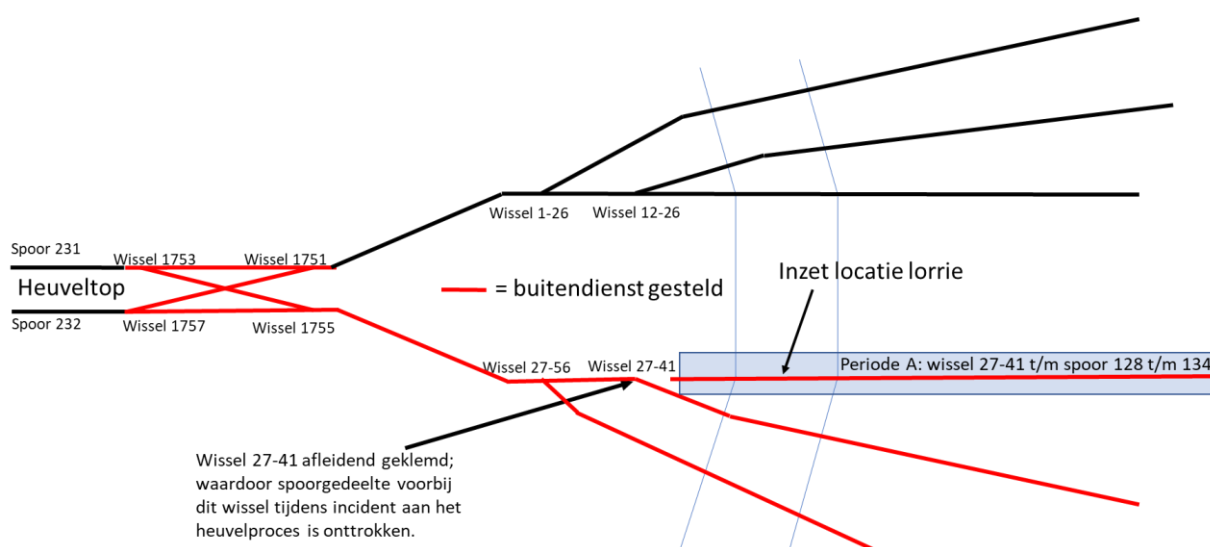 Wissel 1-26
Wissel 12-26
Spoor 231
Wissel 1753
Wissel 1751
Heuveltop
Spoor 232
Wissel 1757
Wissel 1755
= buitendienst gesteld
Inzet locatie lorrie
Wissel 27-56
Wissel 27-41
Periode A: wissel 27-41 t/m spoor 128 t/m 134
Wissel 27-41 afleidend geklemd;
waardoor spoorgedeelte voorbij
dit wissel tijdens incident aan het
heuvelproces is onttrokken.